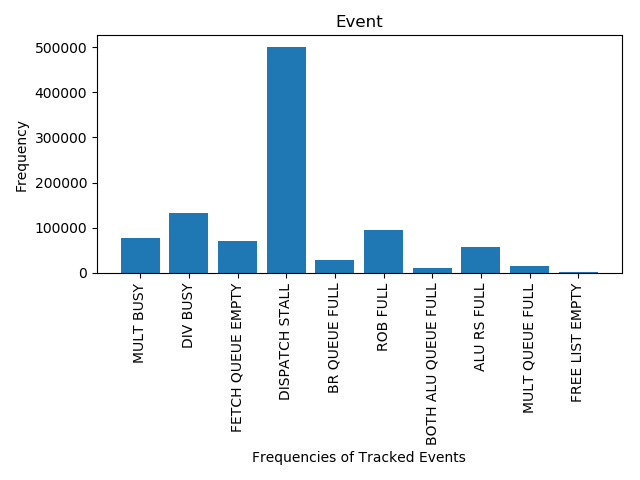 Event
Frequency
500000
400000
300000
200000
100000
0
MULT BUSY
DIV BUSY
FETCH QUEUE EMPTY
DISPATCH STALL
BR QUEUE FULL
ROB FULL
BOTH ALU QUEUE FULL
ALU RS FULL
MULT QUEUE FULL
FREE LIST EMPTY
Frequencies of Tracked Events